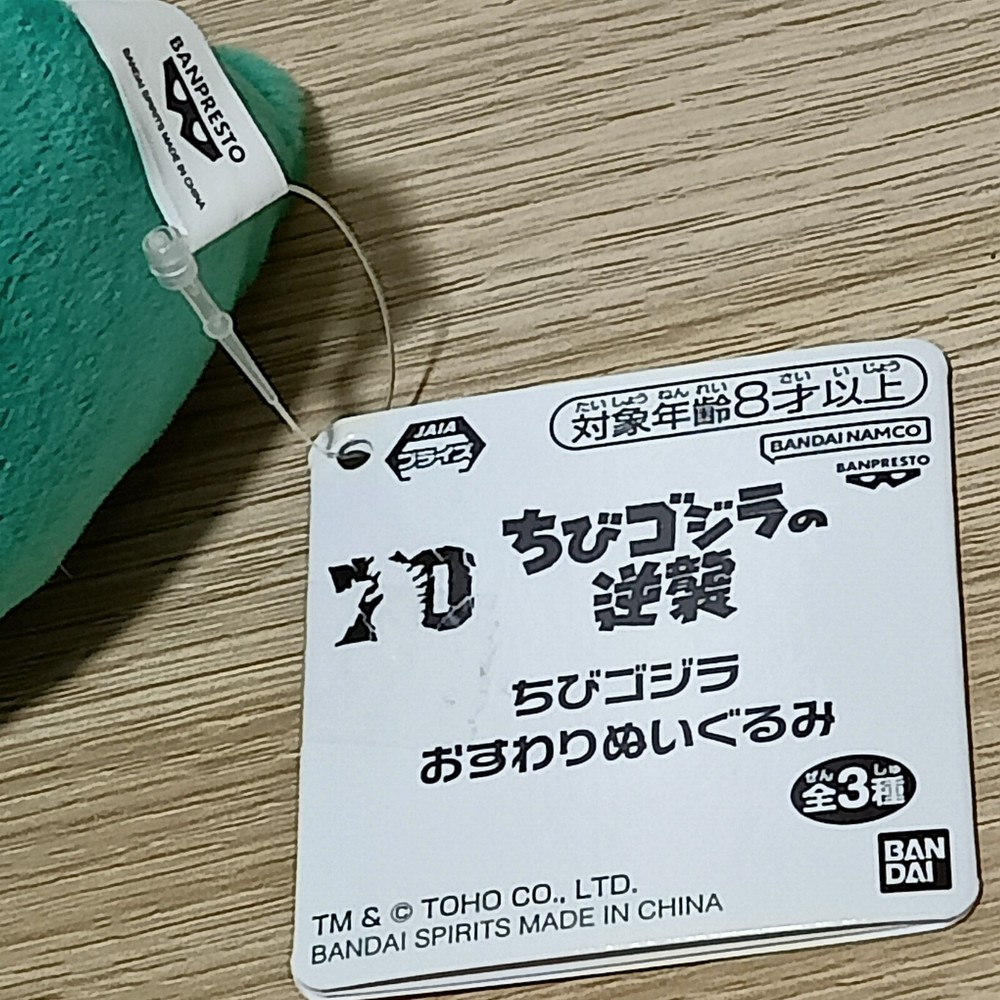 BANPRESTO
BANDAI SPIRITS MADE IN CHINA
JAIA
プライズ
たいしょう ねんれい さい いじょう
対象年齢8才以上
BANDAI NAMCO
BANPRESTO
70
ちびゴジラの
逆襲
ちびゴジラ
おすわりぬいぐるみ
ぜん しゅ
全3種
BAN
DAI
TM & © TOHO CO., LTD.
BANDAI SPIRITS MADE IN CHINA